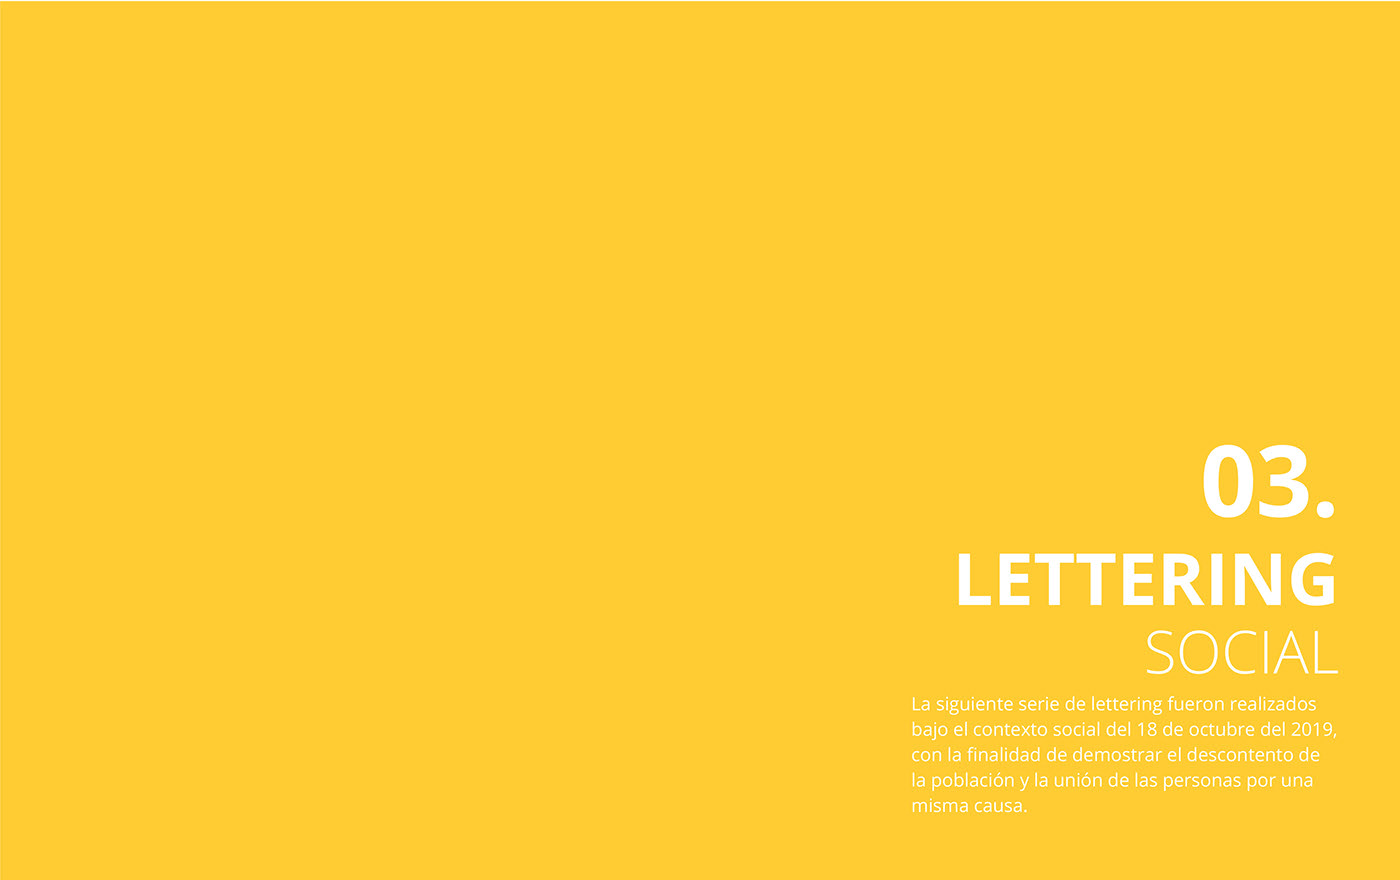 03.
LETTERING
SOCIAL
La siguiente serie de lettering fueron realizados
bajo el contexto social del 18 de octubre del 2019,
con la finalidad de demostrar el descontento de
la población y la unión de las personas por una
misma causa.